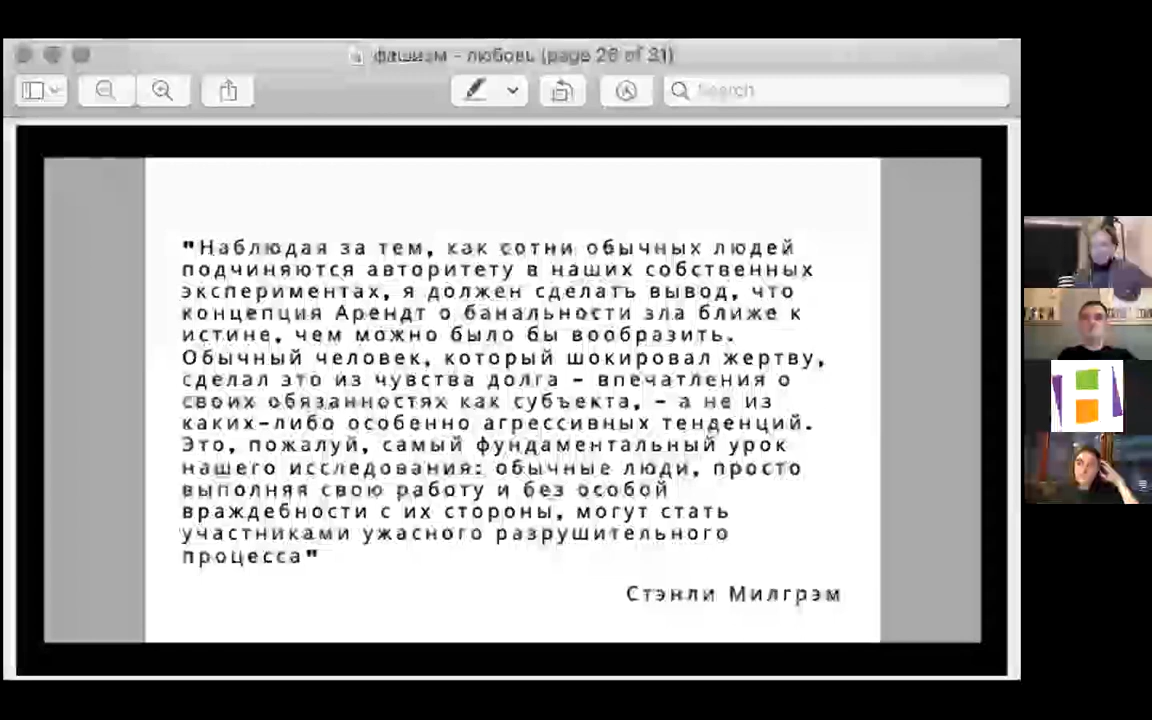 фашизм - любовь (page 26 of 31)
Search
"Наблюдая за тем, как сотни обычных людей
подчиняются авторитету в наших собственных
экспериментах, я должен сделать вывод, что
концепция Арендт о банальности зла ближе к
истине, чем можно было бы вообразить.
Обычный человек, который шокировал жертву,
сделал это из чувства долга – впечатления о
своих обязанностях как субъекта, – а не из
каких-либо особенно агрессивных тенденций.
Это, пожалуй, самый фундаментальный урок
нашего исследования: обычные люди, просто
выполняя свою работу и без особой
враждебности с их стороны, могут стать
участниками ужасного разрушительного
процесса"
Стэнли Милгрэм